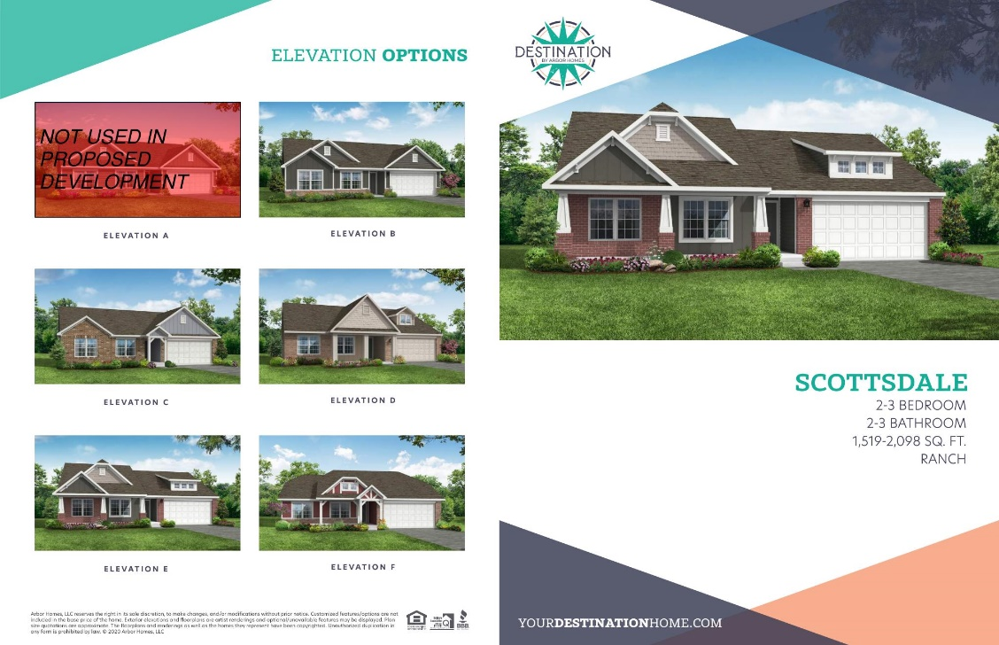 ELEVATION OPTIONS
NOT USED IN
PROPOSED
DEVELOPMENT
ELEVATION A
ELEVATION B
ELEVATION C
ELEVATION D
ELEVATION E
ELEVATION F
Arbor Homes, LLC reserves the right in its sole discretion, to make changes, and/or modifications without prior notice. Customized features/options are not
included in the base price of the home. Exterior elevations and floorplans are artist renderings and optional/unavailable features may be displayed. Plan
size quotations are approximate. The floorplans and renderings as well as the homes they represent have been copyrighted. Unauthorized duplication in
any form is prohibited by law. © 2020 Arbor Homes, LLC
BBB
DESTINATION
BY ARBOR HOMES
SCOTTSDALE
2-3 BEDROOM
2-3 BATHROOM
1,519-2,098 SQ. FT.
RANCH
YOURDESTINATIONHOME.COM